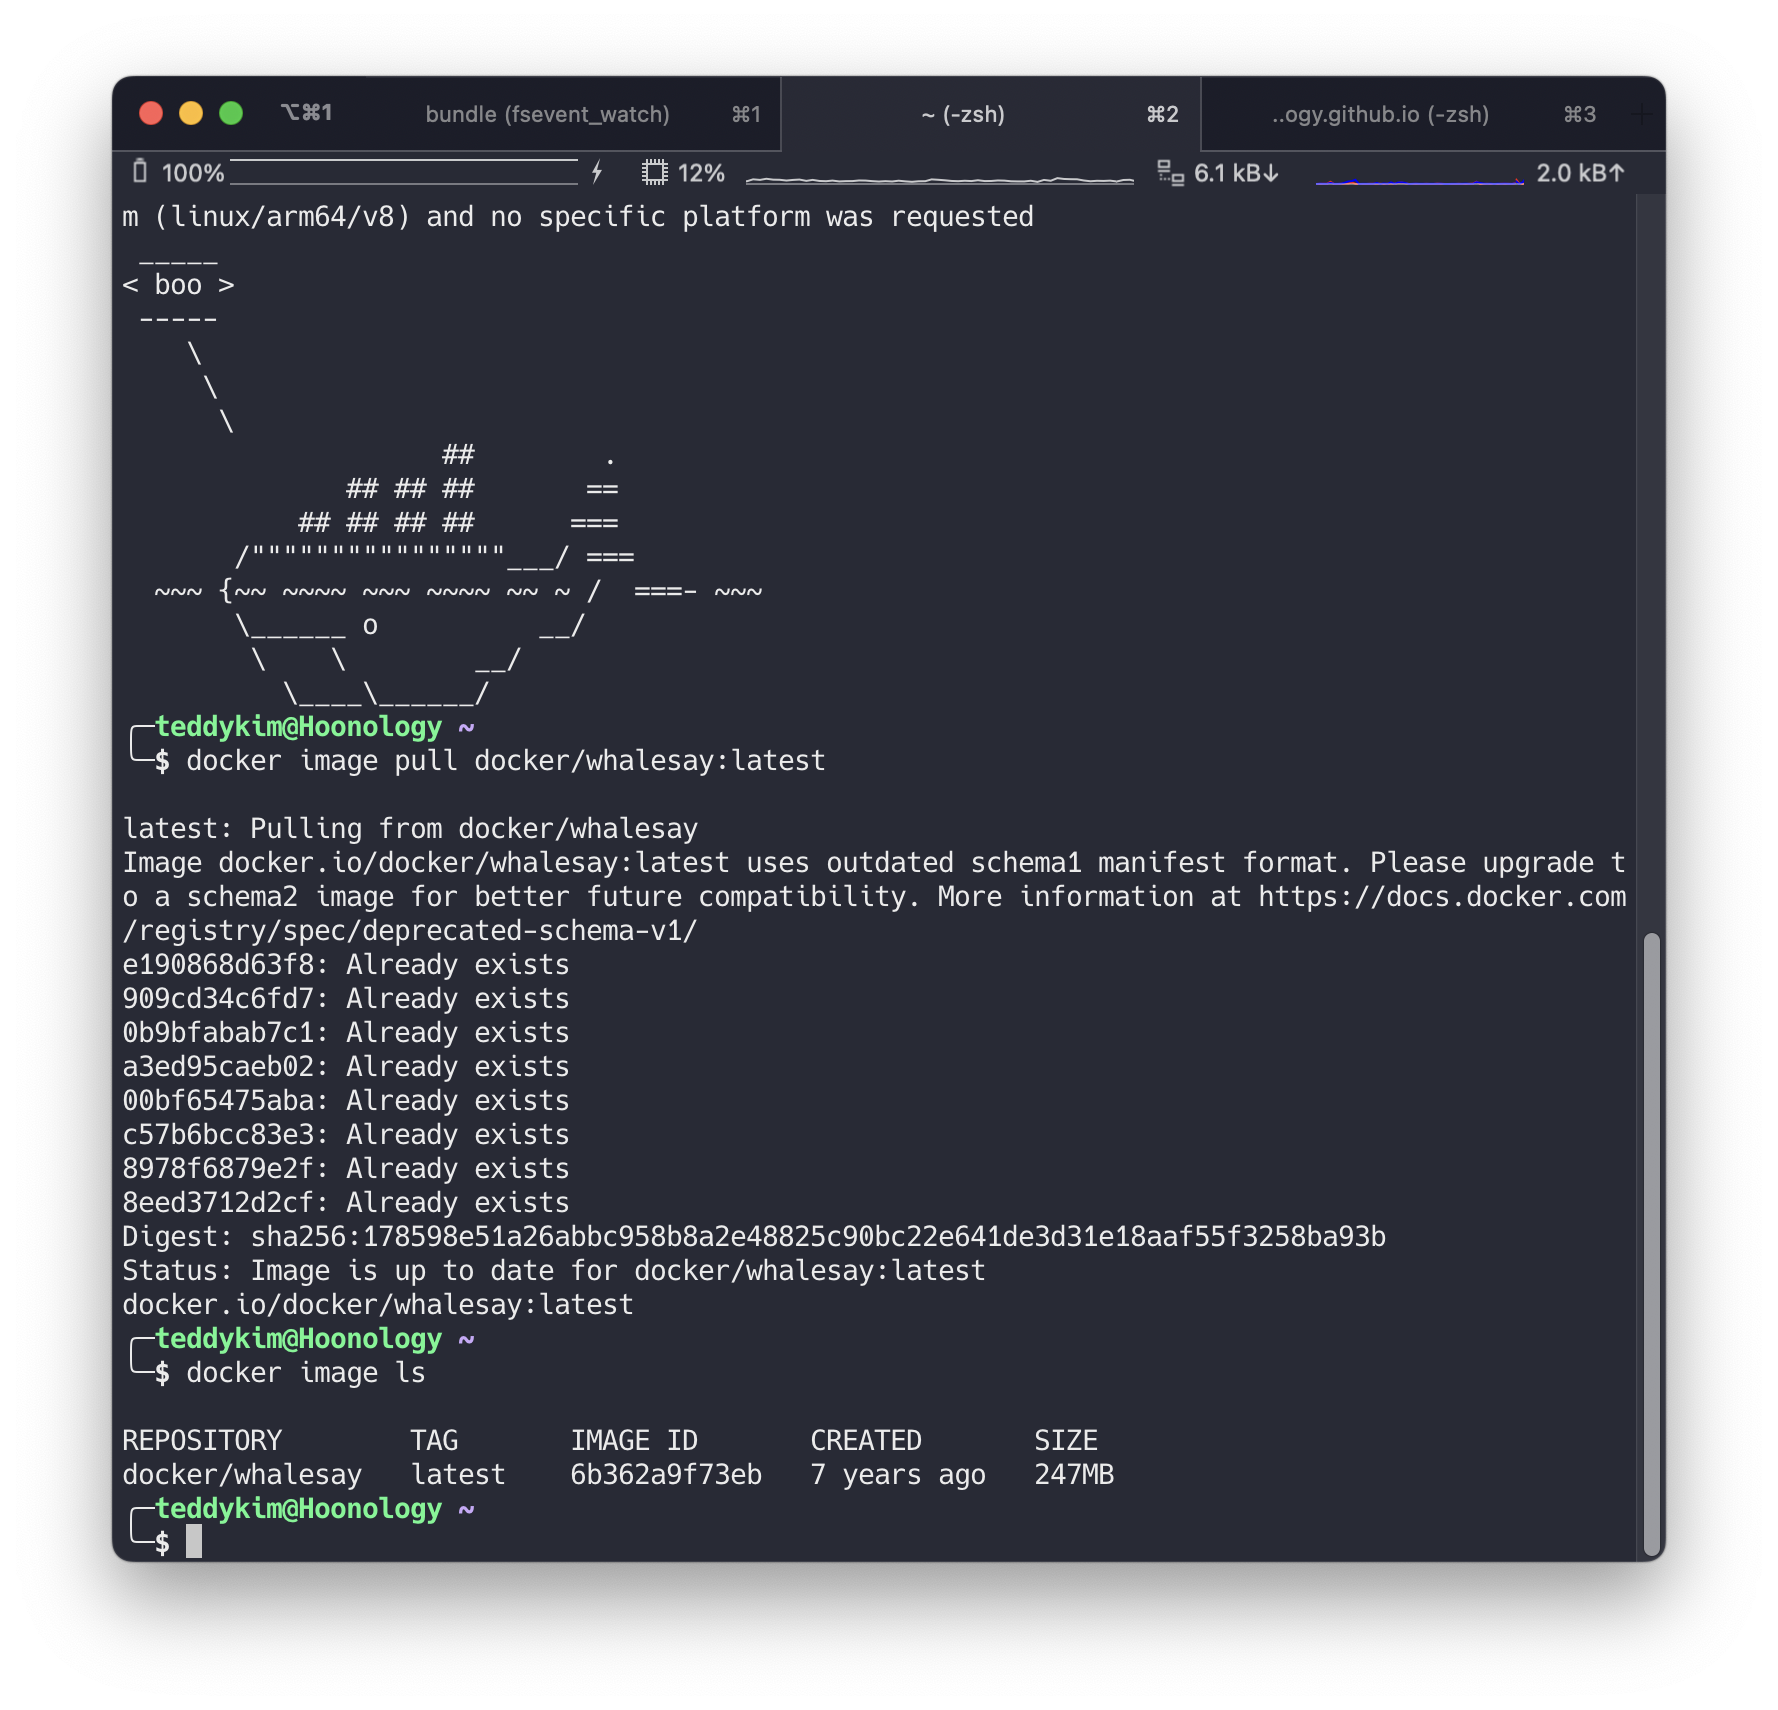 ⌥⌘1 bundle (fsevent_watch) ⌘1 ~ (-zsh) ⌘2 ..ogy.github.io (-zsh) ⌘3 +
100% 12% 6.1 kB↓ 2.0 kB↑
m (linux/arm64/v8) and no specific platform was requested
 _____
< boo >
 -----
    \
     \
      \
                    ##        .
              ## ## ##       ==
           ## ## ## ##      ===
       /""""""""""""""""___/ ===
  ~~~ {~~ ~~~~ ~~~ ~~~~ ~~ ~ /  ===- ~~~
       \______ o          __/
        \    \        __/
          \____\______/
╭─teddykim@Hoonology ~
╰─$ docker image pull docker/whalesay:latest
latest: Pulling from docker/whalesay
Image docker.io/docker/whalesay:latest uses outdated schema1 manifest format. Please upgrade t
o a schema2 image for better future compatibility. More information at https://docs.docker.com
/registry/spec/deprecated-schema-v1/
e190868d63f8: Already exists
909cd34c6fd7: Already exists
0b9bfabab7c1: Already exists
a3ed95caeb02: Already exists
00bf65475aba: Already exists
c57b6bcc83e3: Already exists
8978f6879e2f: Already exists
8eed3712d2cf: Already exists
Digest: sha256:178598e51a26abbc958b8a2e48825c90bc22e641de3d31e18aaf55f3258ba93b
Status: Image is up to date for docker/whalesay:latest
docker.io/docker/whalesay:latest
╭─teddykim@Hoonology ~
╰─$ docker image ls
REPOSITORY        TAG       IMAGE ID       CREATED       SIZE
docker/whalesay   latest    6b362a9f73eb   7 years ago   247MB
╭─teddykim@Hoonology ~
╰─$